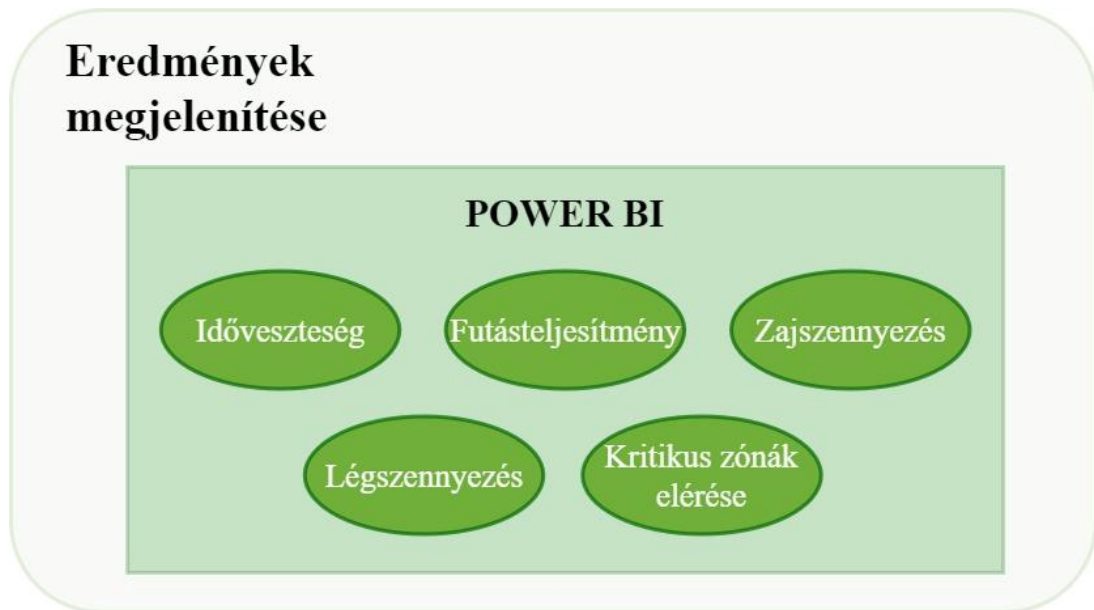 Eredmények
megjelenítése
POWER BI
Időveszteség
Futásteljesítmény
Zajszennyezés
Légszennyezés
Kritikus zónák
elérése